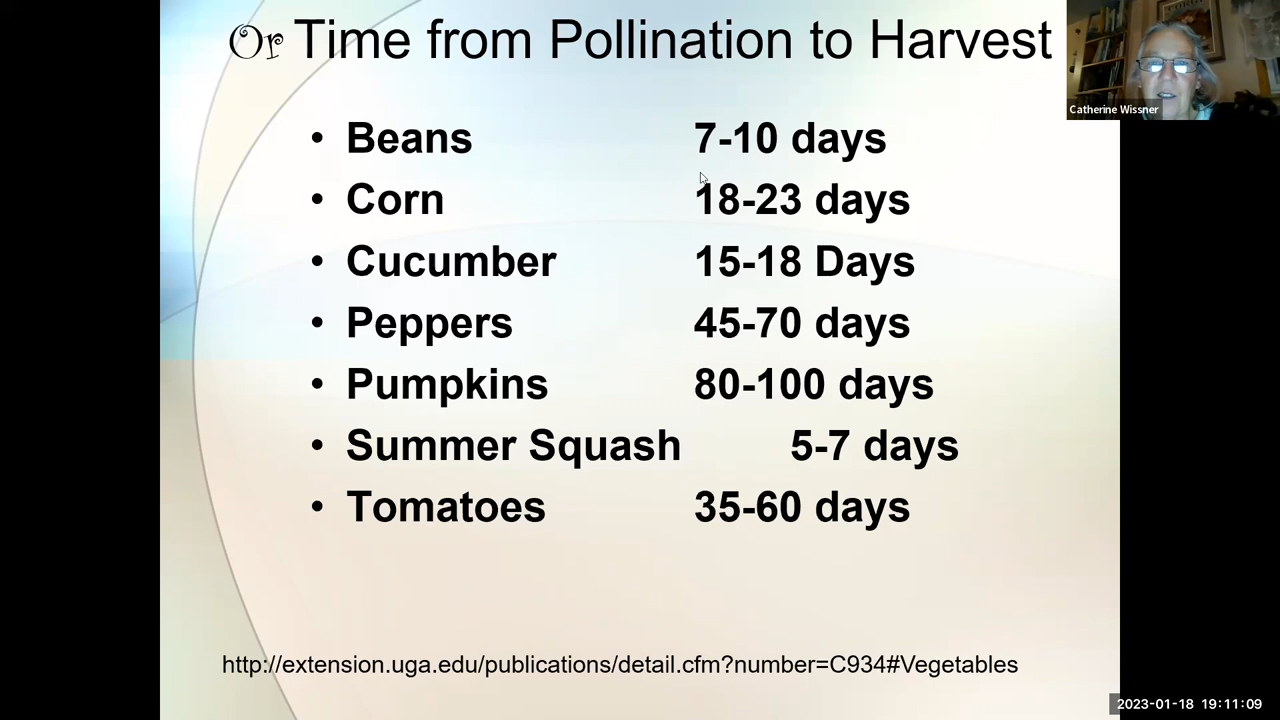 Or Time from Pollination to Harvest
Catherine Wissner
• Beans 7-10 days
• Corn 18-23 days
• Cucumber 15-18 Days
• Peppers 45-70 days
• Pumpkins 80-100 days
• Summer Squash 5-7 days
• Tomatoes 35-60 days
http://extension.uga.edu/publications/detail.cfm?number=C934#Vegetables
2023-01-18 19:11:09